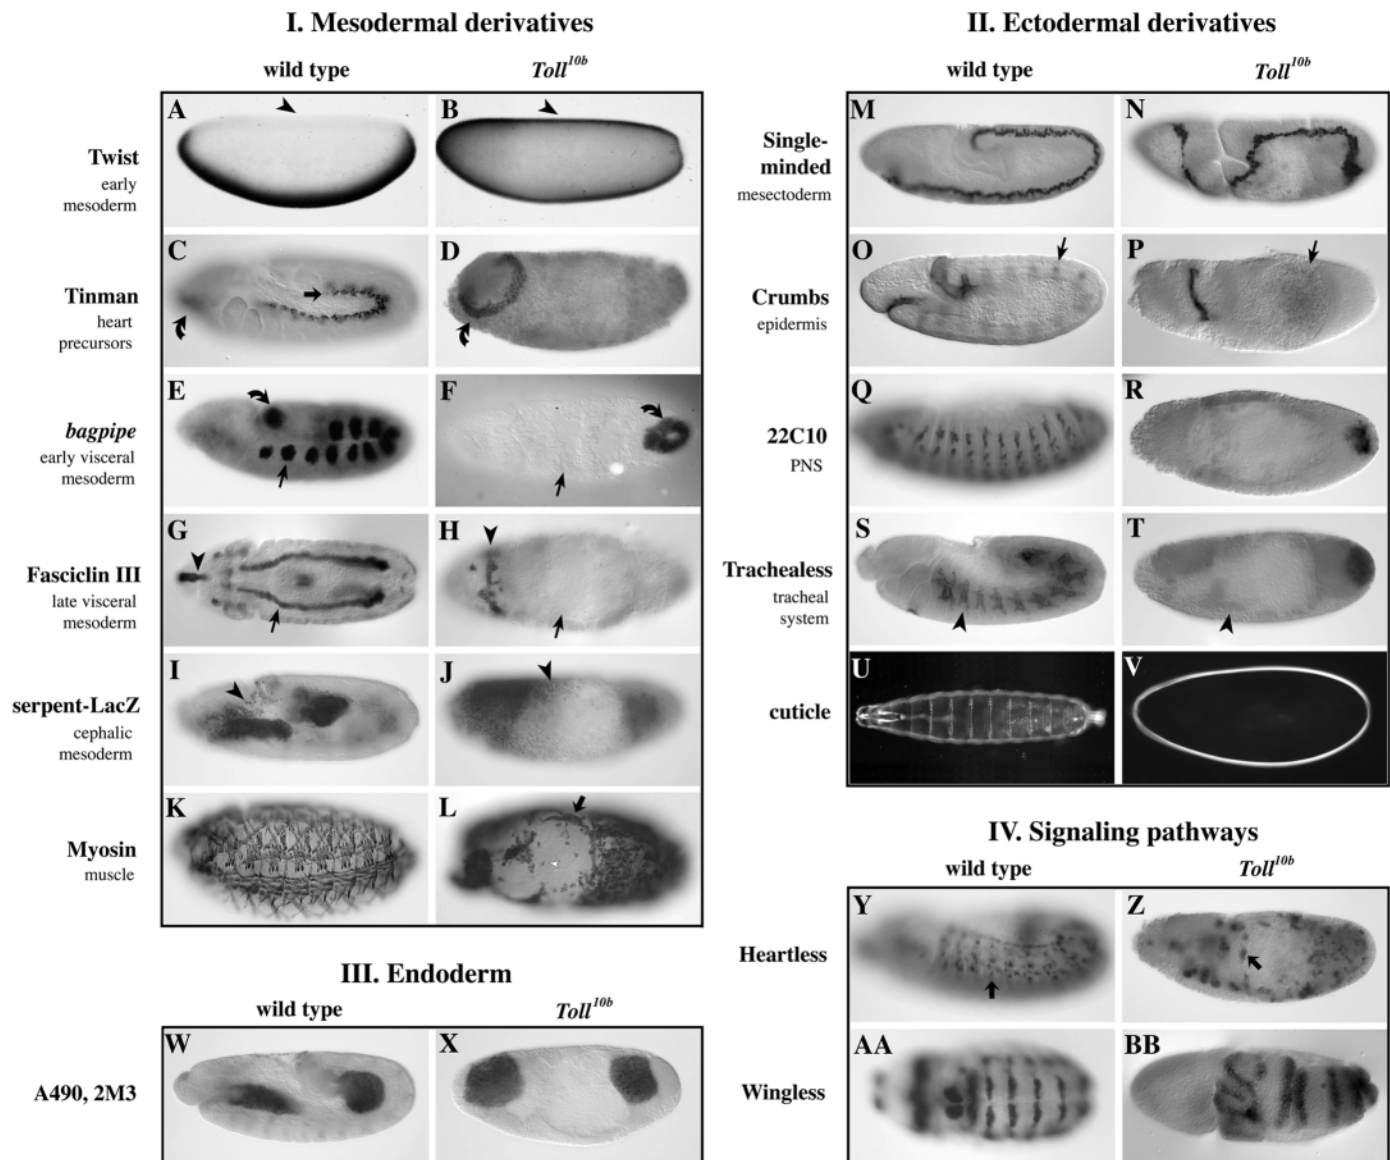 I. Mesodermal derivatives
wild type
Toll10b
Twist
early
mesoderm
A
B
Tinman
heart
precursors
C
D
bagpipe
early visceral
mesoderm
E
F
Fasciclin III
late visceral
mesoderm
G
H
serpent-LacZ
cephalic
mesoderm
I
J
Myosin
muscle
K
L
II. Ectodermal derivatives
wild type
Toll10b
Single-
minded
mesectoderm
M
N
Crumbs
epidermis
O
P
22C10
PNS
Q
R
Trachealess
tracheal
system
S
T
cuticle
U
V
III. Endoderm
wild type
Toll10b
A490, 2M3
W
X
IV. Signaling pathways
wild type
Toll10b
Heartless
Y
Z
Wingless
AA
BB